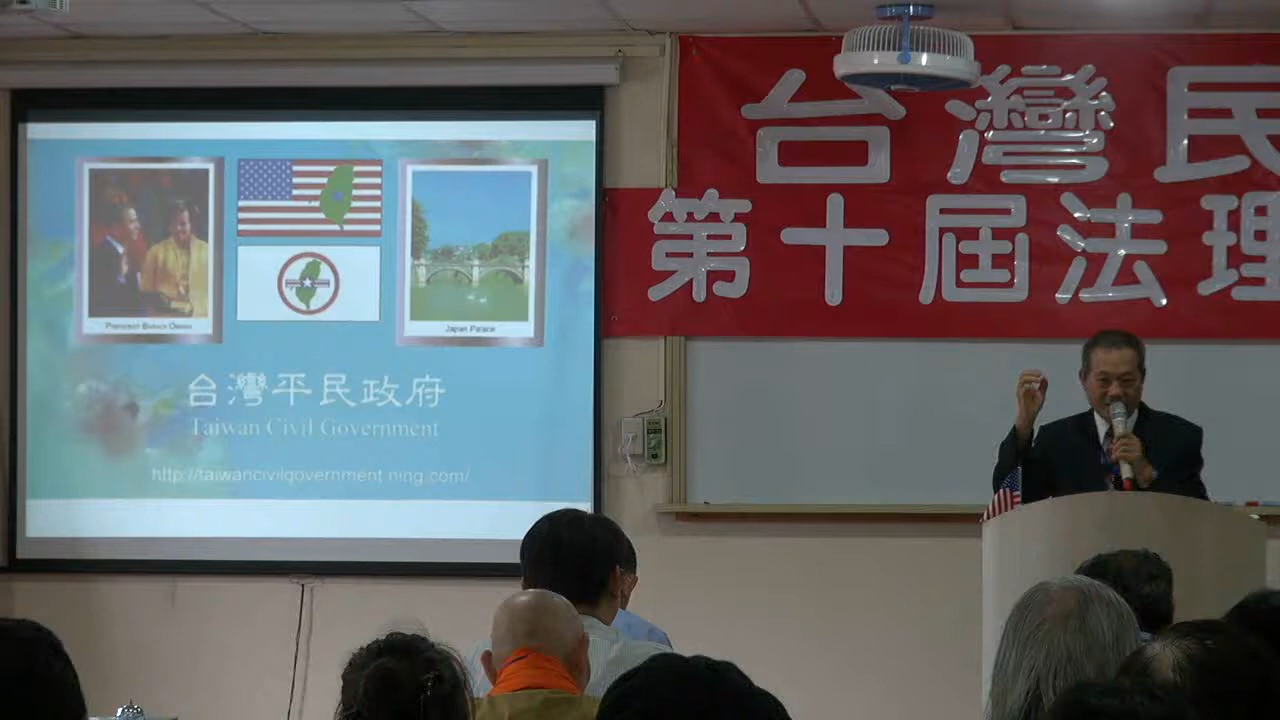 President Barack Obama
Japan Palace
台灣平民政府
Taiwan Civil Government
http://taiwancivilgovernment.ning.com/
台灣民
第十屆法理